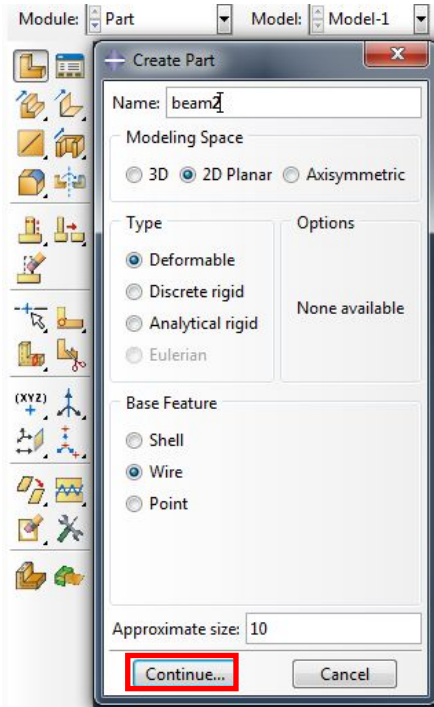 Module: Part Model: Model-1
Create Part
Name: beam2
Modeling Space
3D 2D Planar Axisymmetric
Type Options
Deformable
Discrete rigid
Analytical rigid
None available
Eulerian
Base Feature
Shell
Wire
Point
(XYZ)
Approximate size: 10
Continue... Cancel